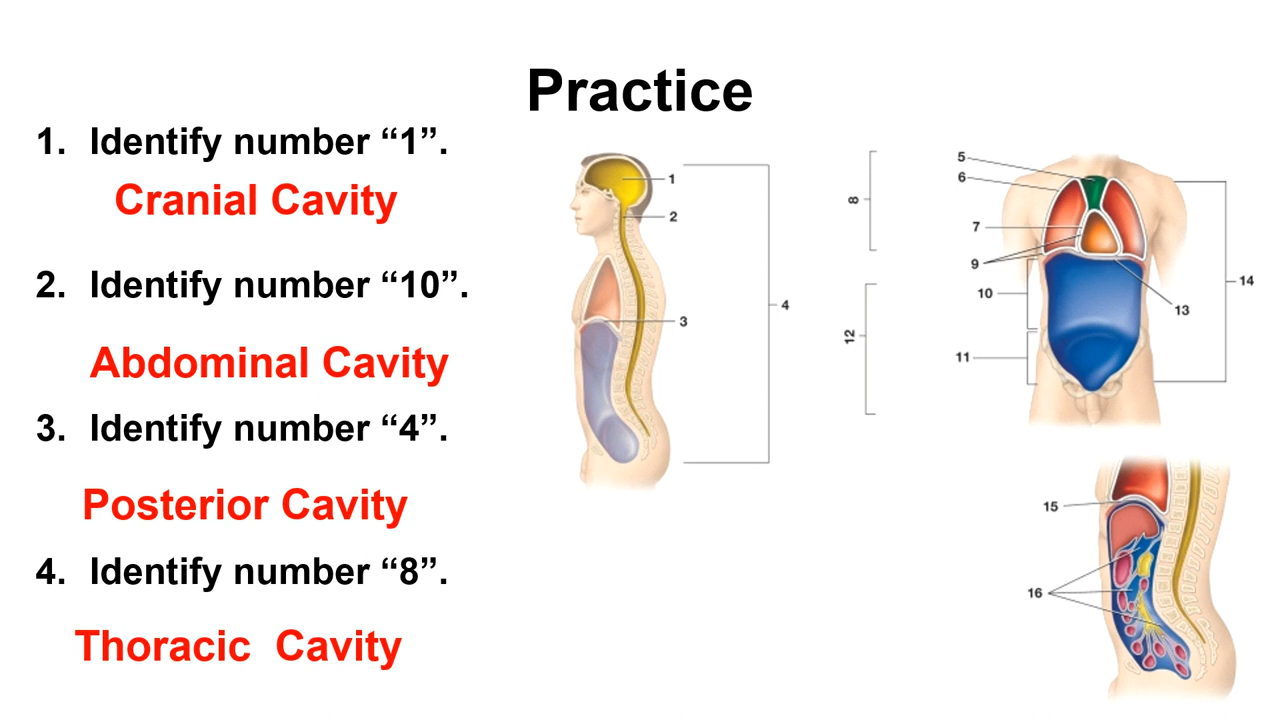 Practice
1. Identify number “1”.
Cranial Cavity
2. Identify number “10”.
Abdominal Cavity
3. Identify number “4”.
Posterior Cavity
4. Identify number “8”.
Thoracic  Cavity
1
2
3
4
8
12
5
6
7
9
10
11
13
14
15
16